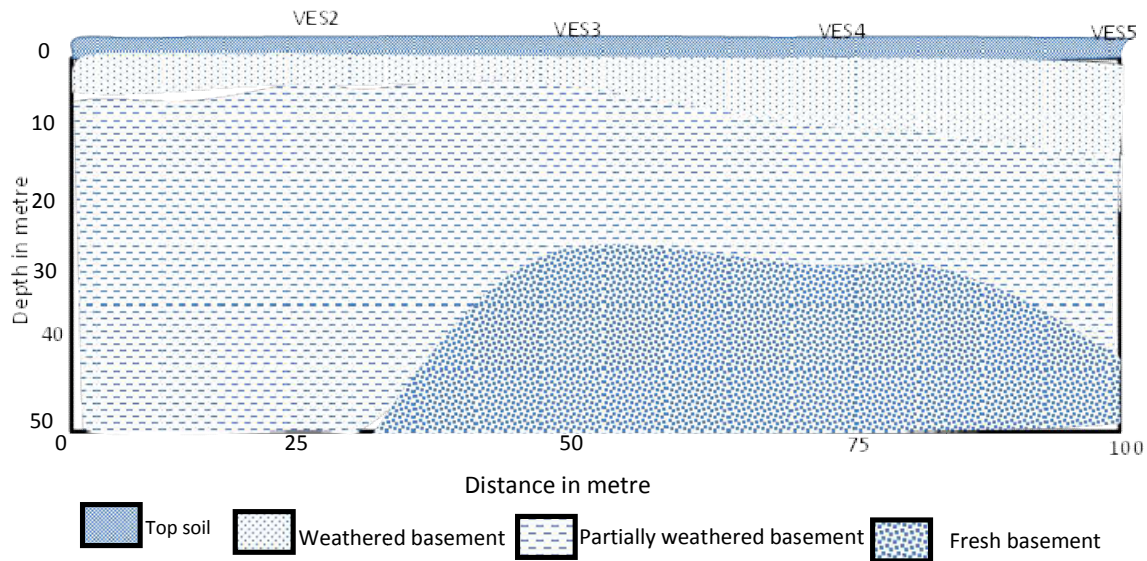 VES2
VES3
VES4
VES5
0
10
20
30
40
50
Depth in metre
0
25
50
75
100
Distance in metre
Top soil
Weathered basement
Partially weathered basement
Fresh basement